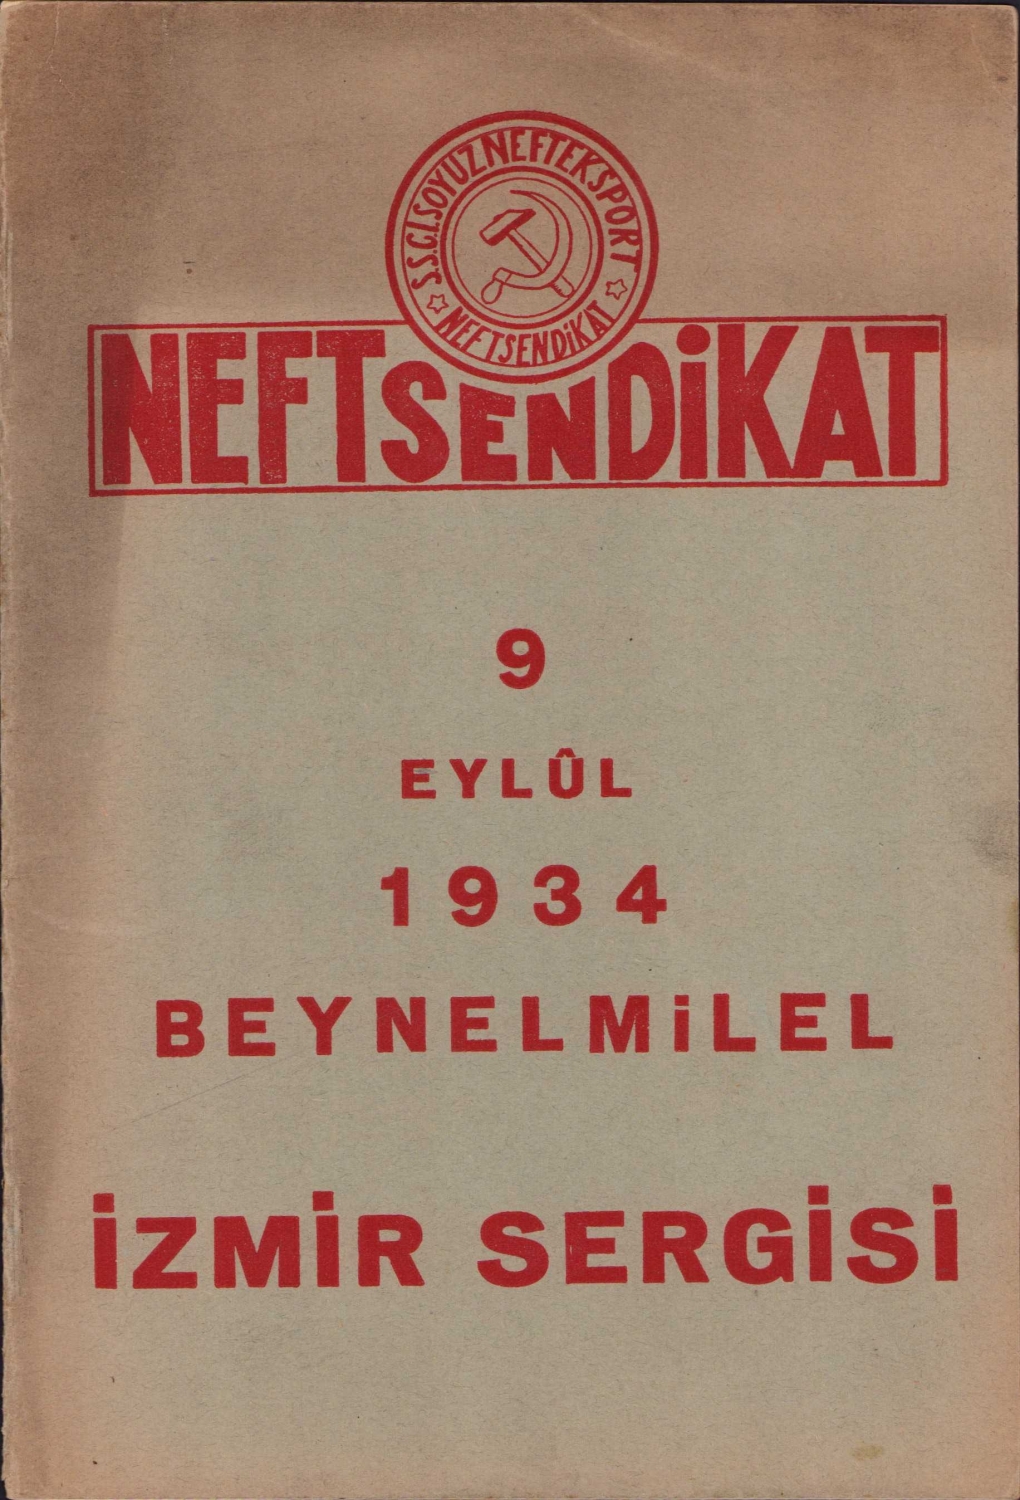 S.S.C.I. SOYUZNEFTEKSPORT
NEFTSENDİKAT
NEFTSENDİKAT
9
EYLÛL
1934
BEYNELMİLEL
İZMİR SERGİSİ